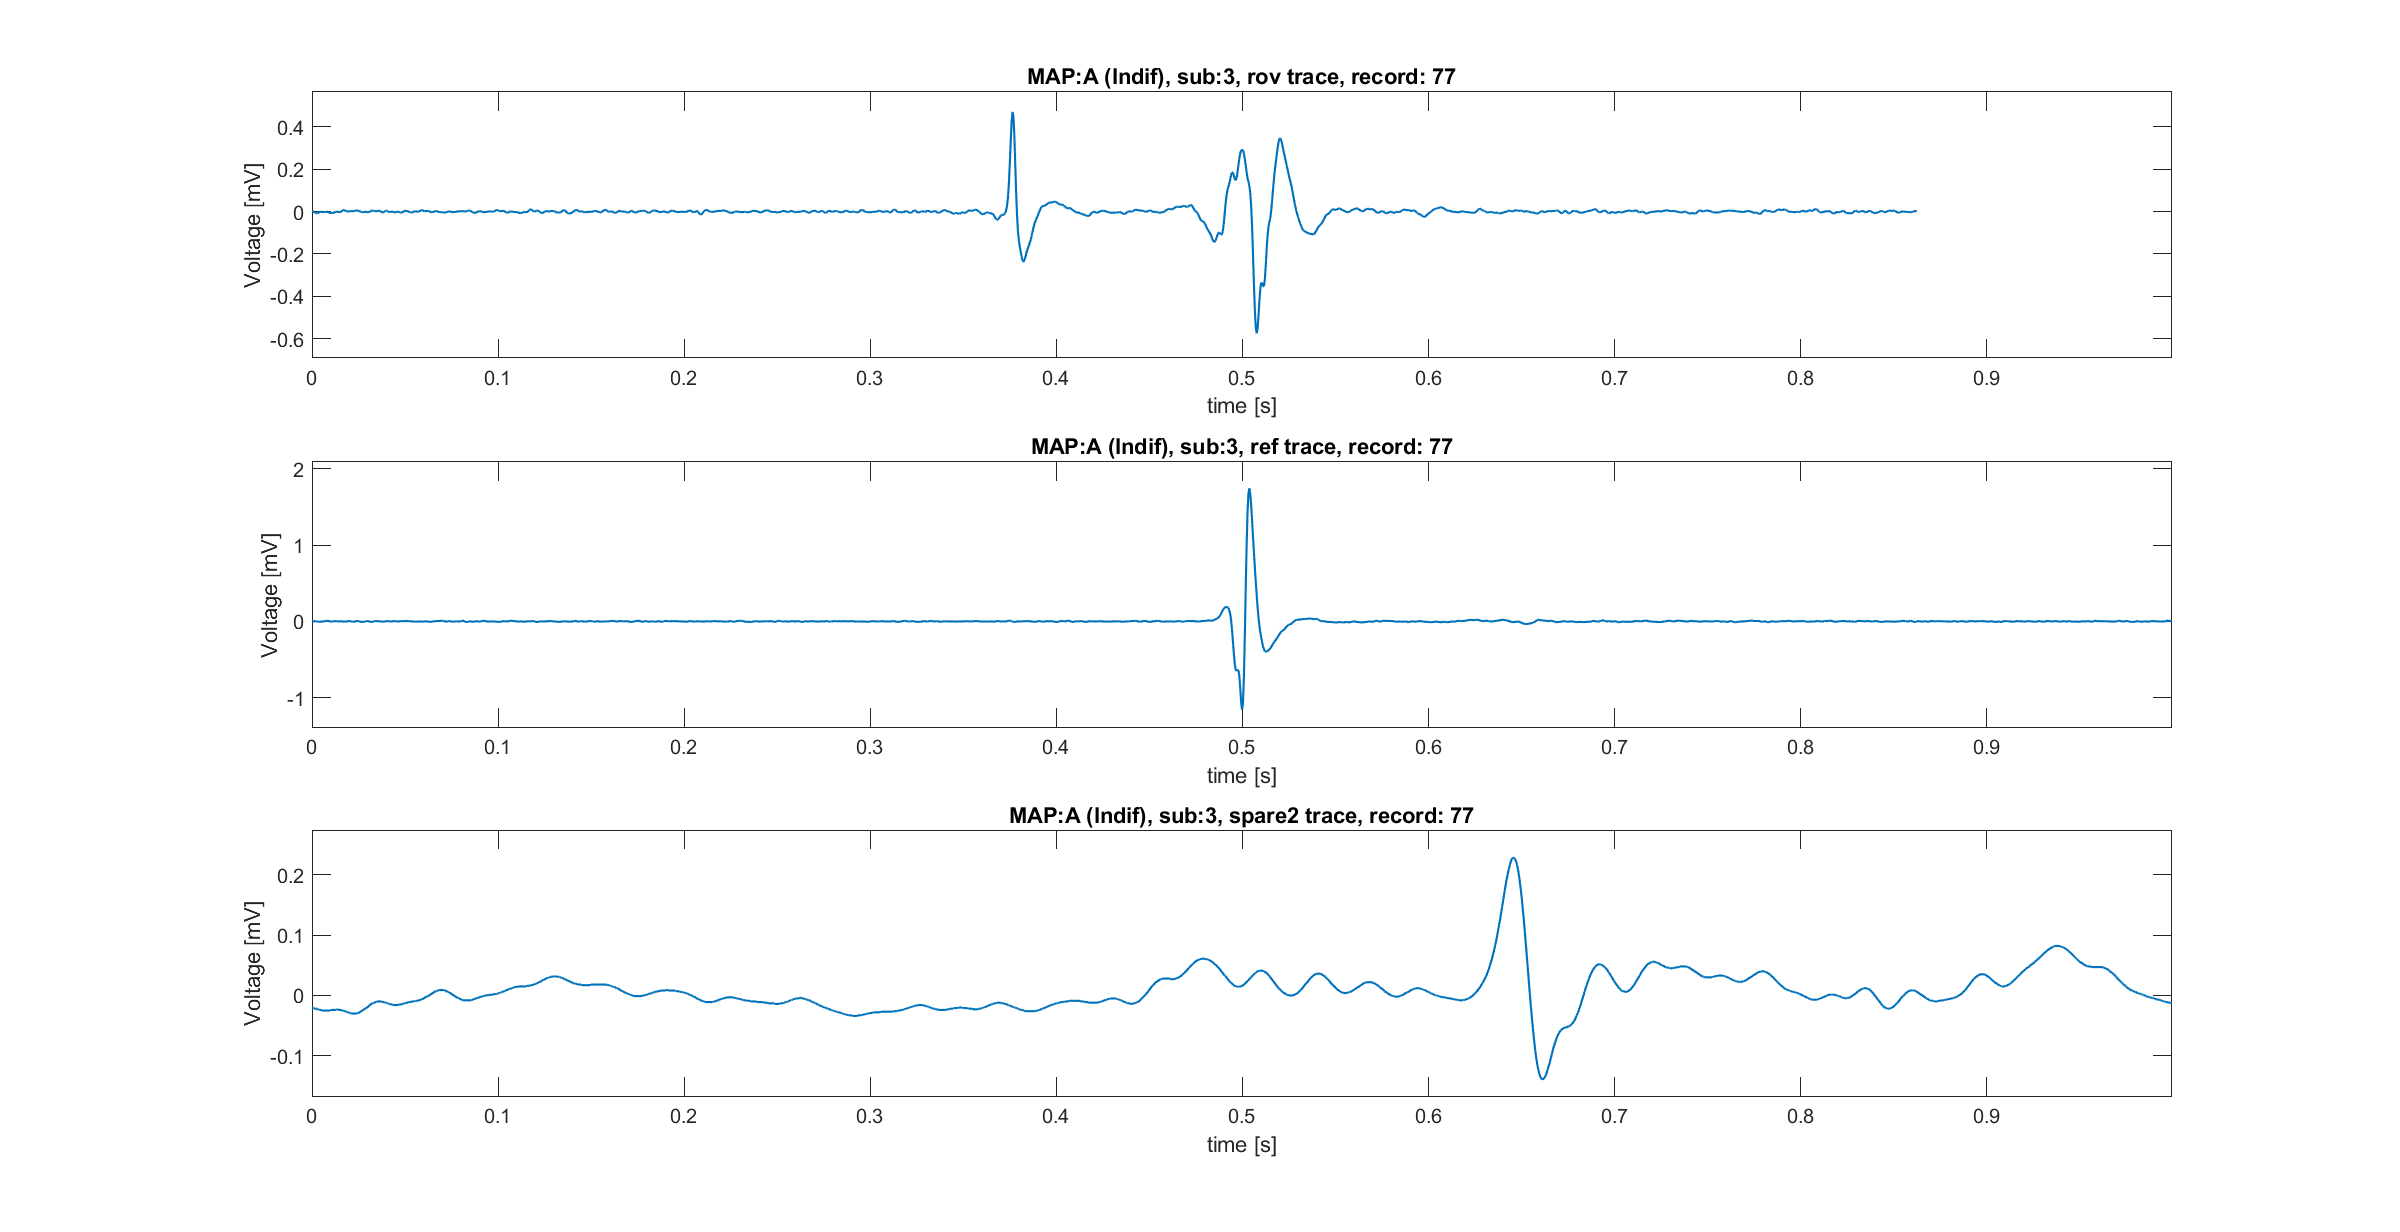 MAP:A (Indif), sub:3, rov trace, record: 77
Voltage [mV]
0.4
0.2
0
-0.2
-0.4
-0.6
0 0.1 0.2 0.3 0.4 0.5 0.6 0.7 0.8 0.9
time [s]
MAP:A (Indif), sub:3, ref trace, record: 77
Voltage [mV]
2
1
0
-1
0 0.1 0.2 0.3 0.4 0.5 0.6 0.7 0.8 0.9
time [s]
MAP:A (Indif), sub:3, spare2 trace, record: 77
Voltage [mV]
0.2
0.1
0
-0.1
0 0.1 0.2 0.3 0.4 0.5 0.6 0.7 0.8 0.9
time [s]